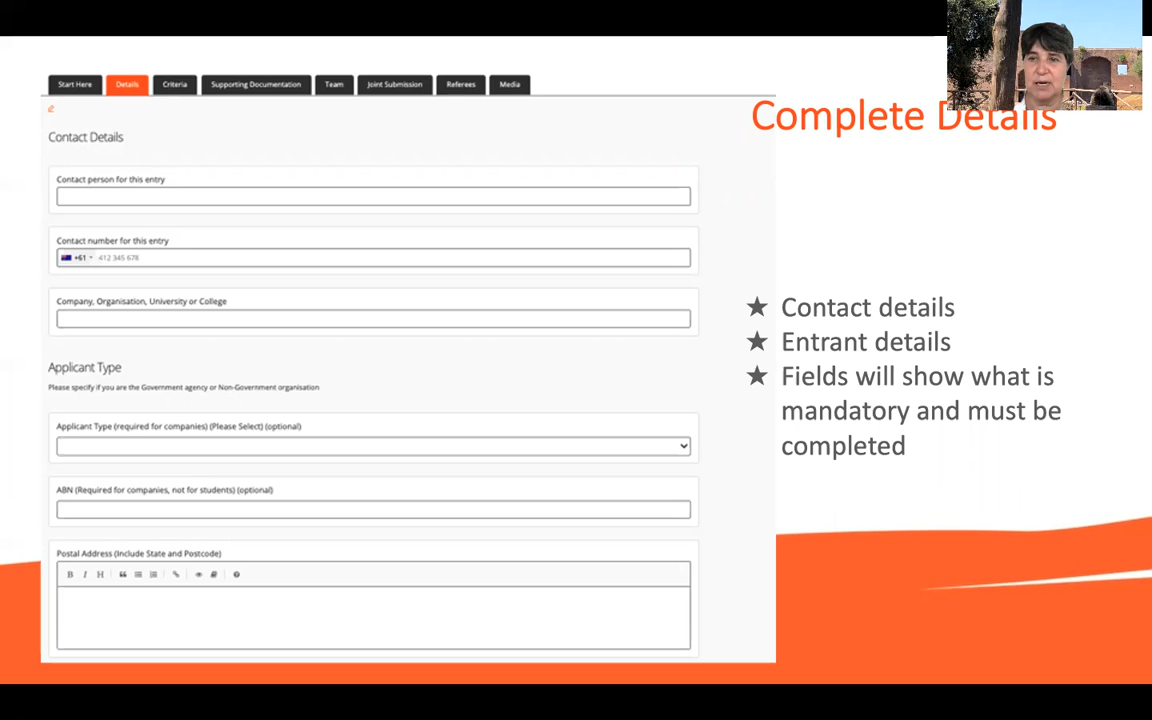 Start Here Details Criteria Supporting Documentation Team Joint Submission Referees Media
Complete Details
Contact Details
Contact person for this entry
Contact number for this entry
+61 412 345 678
Company, Organisation, University or College
Applicant Type
Please specify if you are the Government agency or Non-Government organisation
Applicant Type (required for companies) (Please Select) (optional)
ABN (Required for companies, not for students) (optional)
Postal Address (Include State and Postcode)
B I H
★ Contact details
★ Entrant details
★ Fields will show what is
mandatory and must be
completed